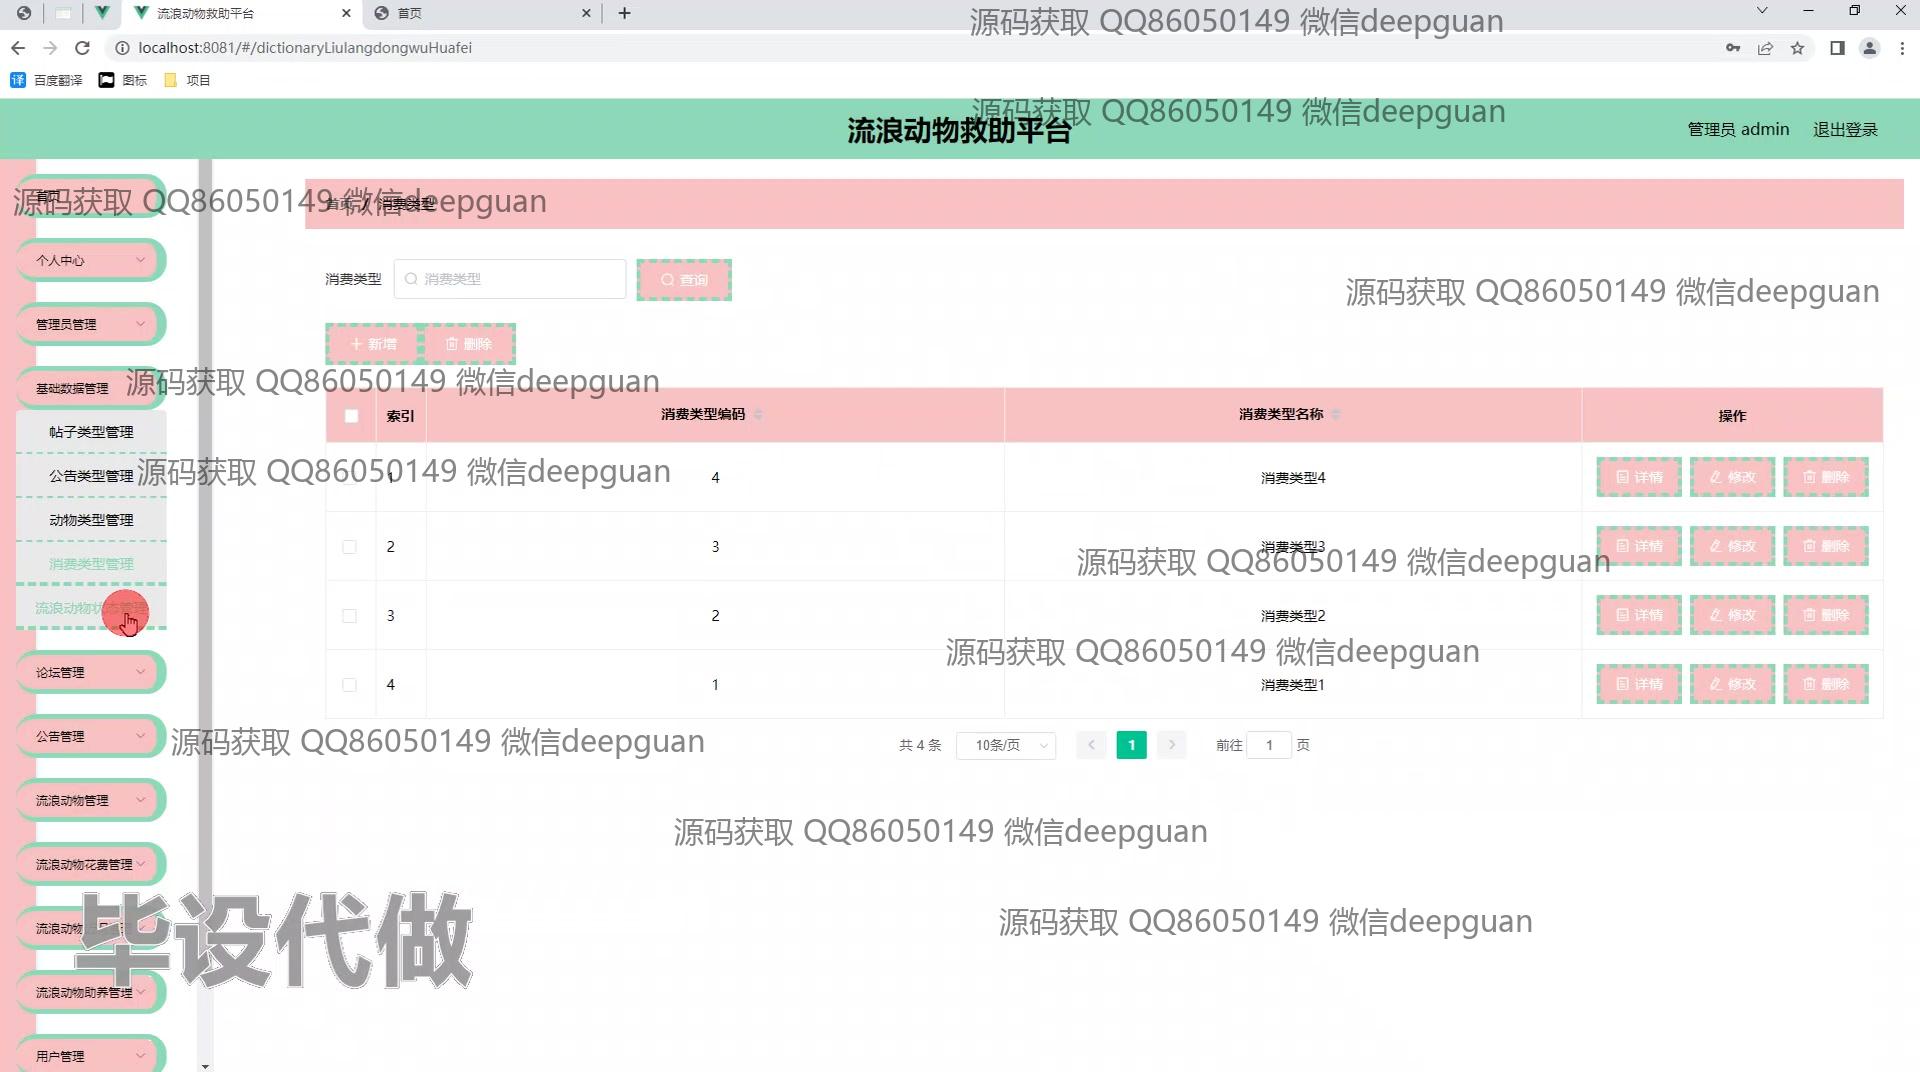 流浪动物救助平台
首页
源码获取 QQ86050149 微信deepguan
localhost:8081/#/dictionaryLiulangdongwuHuafei
百度翻译 图标 项目
源码获取 QQ86050149 微信deepguan
流浪动物救助平台
管理员 admin 退出登录
首页
源码获取 QQ86050149 微信deepguan
首页 / 消费类型
个人中心
消费类型 消费类型 查询
源码获取 QQ86050149 微信deepguan
管理员管理
新增 删除
基础数据管理
源码获取 QQ86050149 微信deepguan
索引 消费类型编码 消费类型名称 操作
帖子类型管理
公告类型管理
源码获取 QQ86050149 微信deepguan
1 4 消费类型4 详情 修改 删除
动物类型管理
2 3 消费类型3 详情 修改 删除
源码获取 QQ86050149 微信deepguan
消费类型管理
流浪动物状态管理
3 2 消费类型2 详情 修改 删除
源码获取 QQ86050149 微信deepguan
论坛管理
4 1 消费类型1 详情 修改 删除
公告管理
源码获取 QQ86050149 微信deepguan
共 4 条 10条/页 1 前往 1 页
流浪动物管理
源码获取 QQ86050149 微信deepguan
流浪动物花费管理
源码获取 QQ86050149 微信deepguan
流浪动物
毕设代做
流浪动物助养管理
用户管理